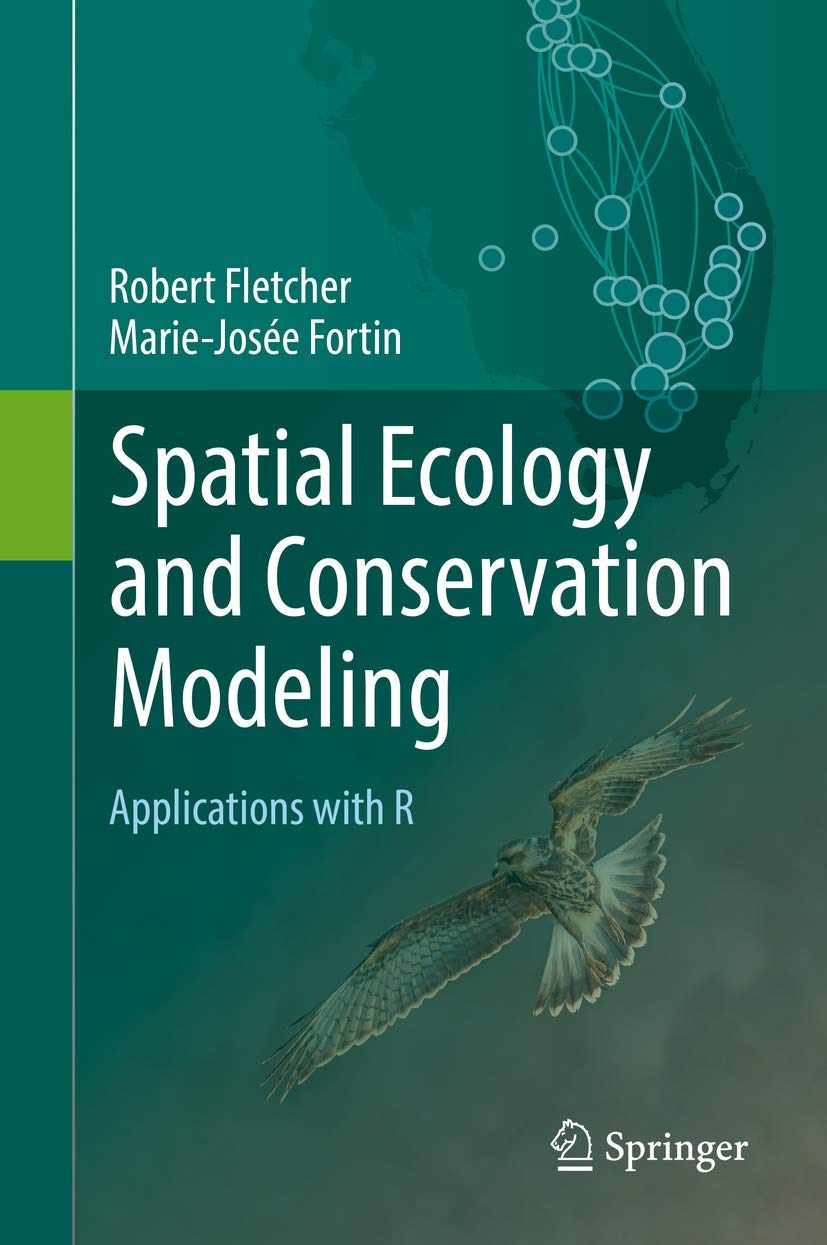 Robert Fletcher
Marie-Josée Fortin
Spatial Ecology
and Conservation
Modeling
Applications with R
Springer